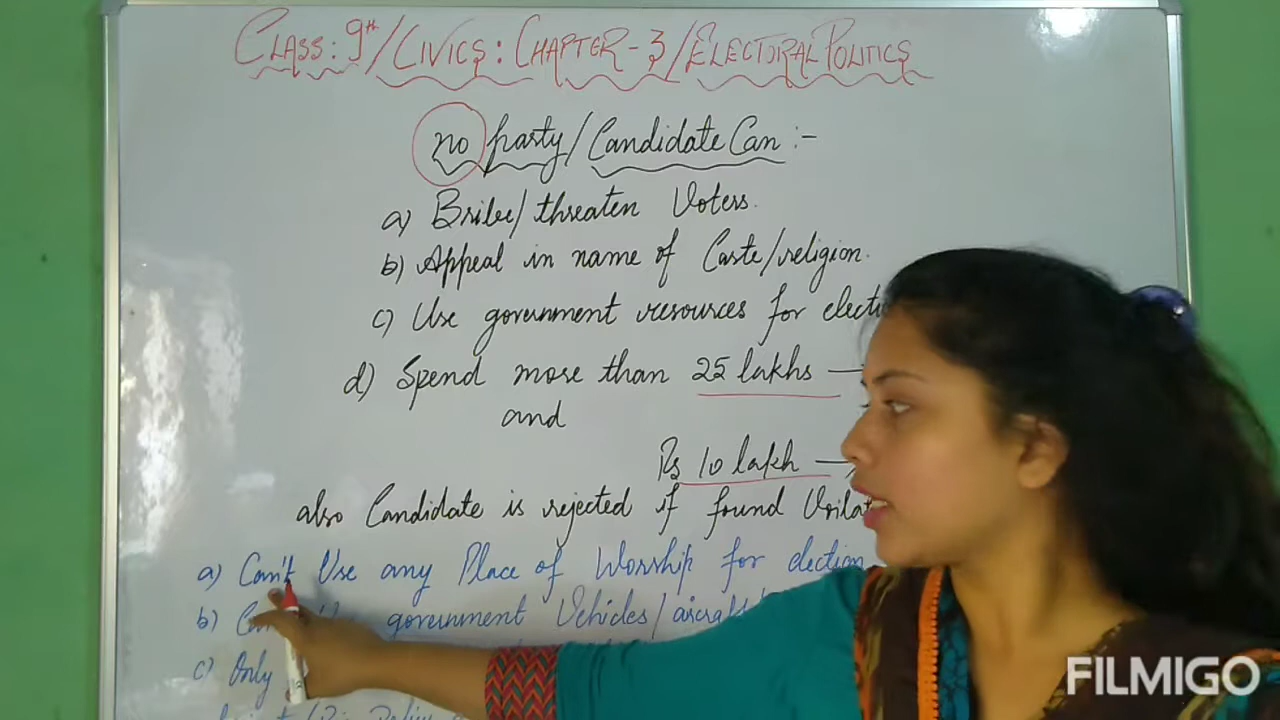 CLASS: 9th/CIVICS: CHAPTER-3/ELECTORAL POLITICS
no party/Candidate Can :-
a) Bribe/threaten Voters.
b) Appeal in name of Caste/religion.
c) Use government resources for electi
d) Spend more than 25 lakhs —
and
Rs 10 lakh —
also Candidate is rejected if found
a) Can't Use any Place of Worship for election
b) government Vehicles/aircraft
c) Only
FILMIGO